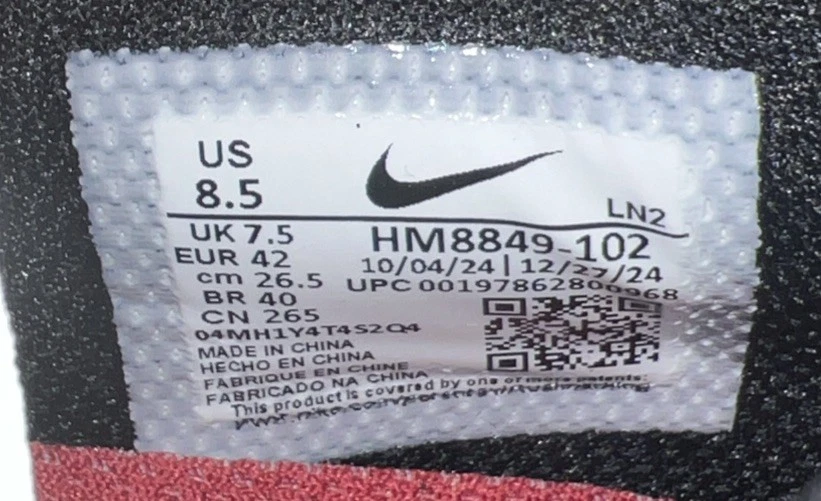 US
8.5
LN2
UK 7.5
EUR 42
cm 26.5
BR 40
CN 265
HM8849-102
10/04/24 | 12/27/24
UPC 00197862800968
04MH1Y4T4S2Q4
MADE IN CHINA
HECHO EN CHINA
FABRIQUE EN CHINE
FABRICADO NA CHINA
This product is covered by one or more patents: